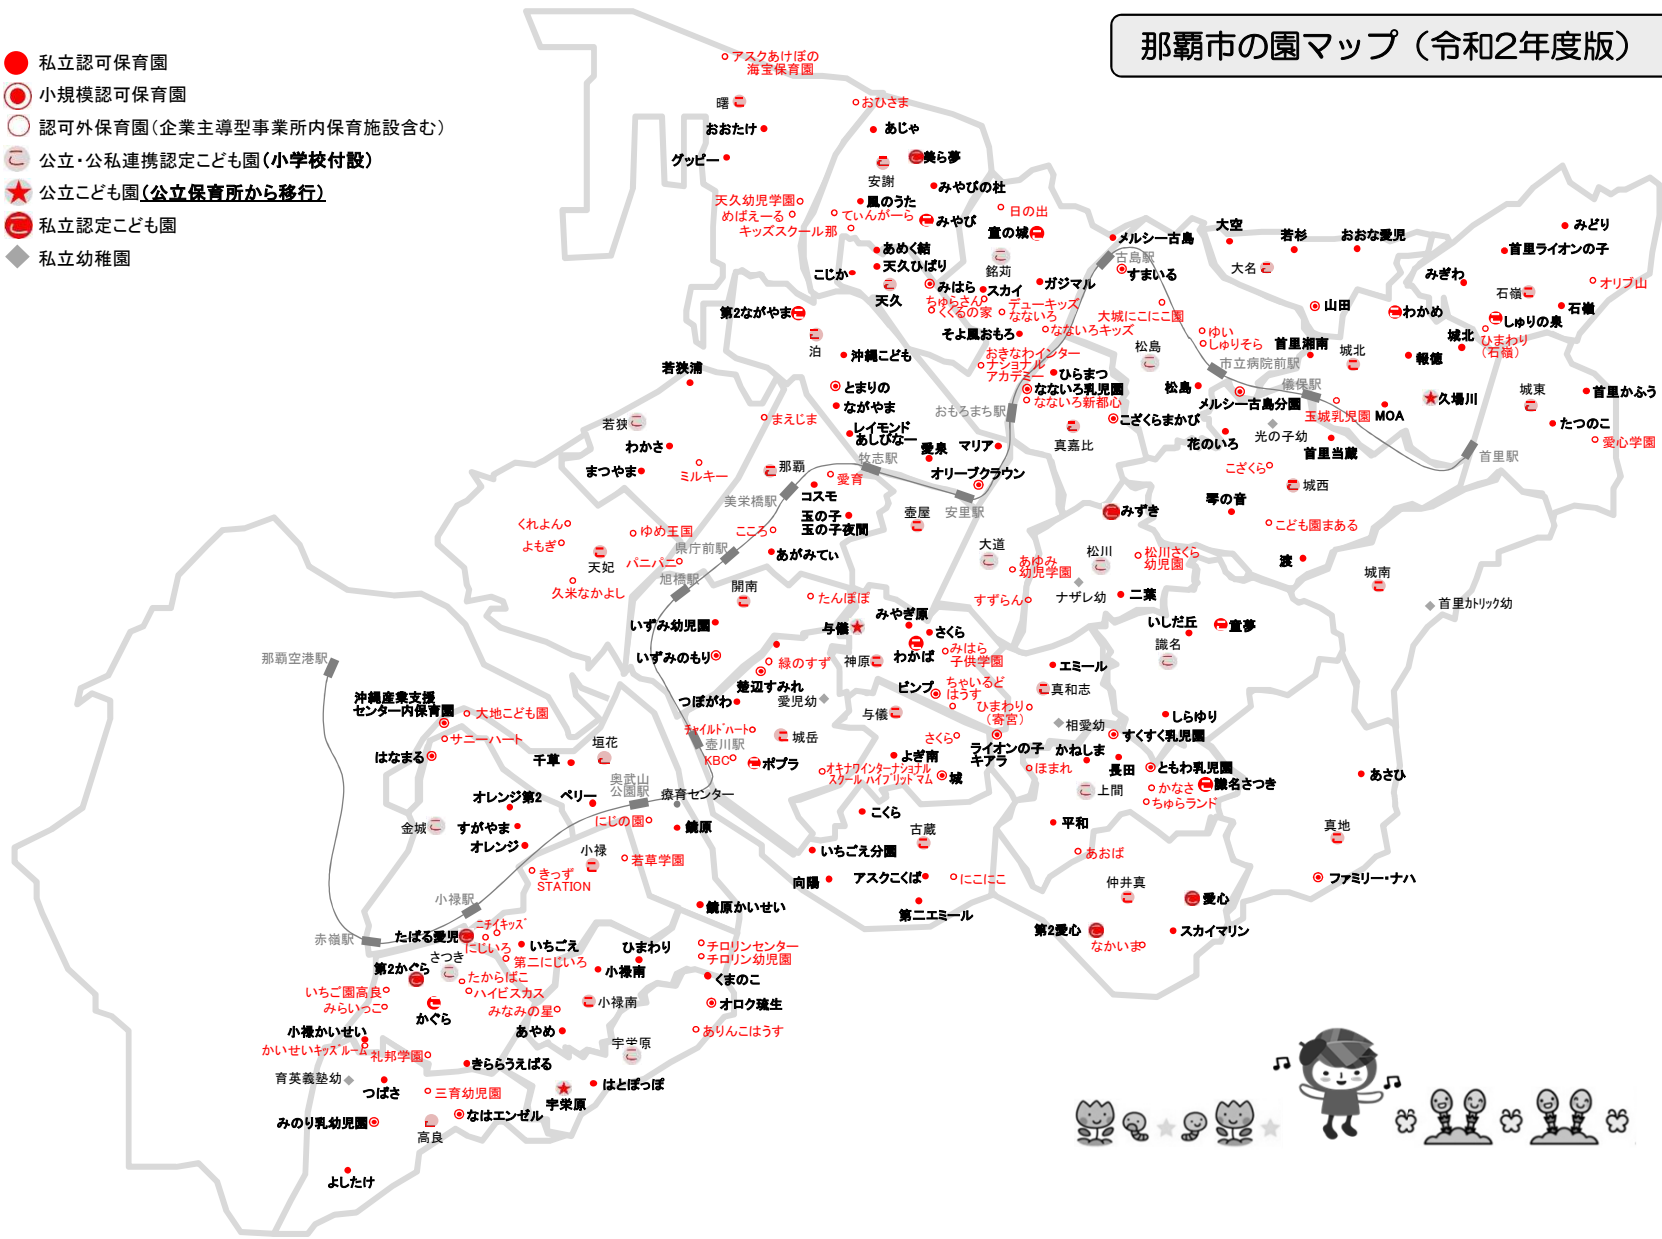 那覇市の園マップ（令和2年度版）
私立認可保育園
小規模認可保育園
認可外保育園（企業主導型事業所内保育施設含む）
公立・公私連携認定こども園（小学校付設）
公立こども園（公立保育所から移行）
私立認定こども園
私立幼稚園
アスクあけぼの
海宝保育園
曙
おひさま
おおたけ
あじゃ
グッピー
美ら夢
安謝
みやびの杜
天久幼児学園
風のうた
めばえーる
てぃんがーら
みやび
日の出
キッズスクール那
童の城
メルシー古島
大空
若杉
おおな愛児
みどり
首里ライオンの子
あめく結
天久ひばり
こじか
銘苅
古島駅
すまいる
大名
みぎわ
オリブ山
天久
みはら
スカイ
ガジマル
石嶺
石嶺
ちゅらさん
くくるの家
デューキッズ
なないろ
大城にこにこ園
山田
わかめ
しゅりの泉
第2ながやま
そよ風おもろ
なないろキッズ
ゆい
しゅりそら
首里湘南
城北
城北
ひまわり
（石嶺）
泊
沖縄こども
おきなわインター
ナショナル
アカデミー
松島
市立病院前駅
報徳
若狭浦
ひらまつ
とまりの
なないろ乳児園
なないろ新都心
松島
儀保駅
メルシー古島分園
久場川
城東
首里かふう
ながやま
おもろまち駅
玉城乳児園
MOA
若狭
まえじま
レイモンド
あしびなー
こざくらまかび
たつのこ
真嘉比
花のいろ
光の子幼
首里当蔵
愛心学園
わかさ
愛泉
マリア
まつやま
ミルキー
那覇
愛育
牧志駅
オリーブクラウン
こざくら
首里駅
美栄橋駅
コスモ
城西
玉の子
玉の子夜間
壺屋
安里駅
みずき
琴の音
くれよん
ゆめ王国
こころ
こども園まある
よもぎ
県庁前駅
あがみてい
大道
松川
松川さくら
幼児園
天妃
パニパニ
あゆみ
幼児学園
渡
城南
旭橋駅
開南
久米なかよし
たんぽぽ
すずらん
ナザレ幼
二葉
首里カトリック幼
いずみ幼児園
与儀
みやぎ原
さくら
いしだ丘
童夢
識名
那覇空港駅
いずみのもり
緑のすず
神原
わかば
みはら
子供学園
エミール
楚辺すみれ
沖縄産業支援
センター内保育園
つぼがわ
愛児幼
ピンプ
ちゃいるど
はうす
真和志
大地こども園
与儀
ひまわり
（寄宮）
しらゆり
チャイルドハート
城岳
相愛幼
すくすく乳児園
サニーハート
垣花
壺川駅
さくら
ライオンの子
キアラ
かねしま
はなまる
千草
KBC
ポプラ
よぎ南
ほまれ
長田
ともわ乳児園
あさひ
オキナワインターナショナル
スクール ハイブリットマム
城
奥武山
公園駅
療育センター
上間
かなさ
識名さつき
ちゅらランド
オレンジ第2
ペリー
こくら
金城
すがやま
にじの園
鏡原
古蔵
平和
真地
オレンジ
小禄
若草学園
いちごえ分園
あおば
きっず
STATION
向陽
アスクこくば
にこにこ
仲井真
ファミリー・ナハ
小禄駅
鏡原かいせい
第二エミール
愛心
赤嶺駅
たばる愛児
ニチイキッズ
にじいろ
いちごえ
ひまわり
チロリンセンター
チロリン幼児園
第2愛心
スカイマリン
なかいま
さつき
第二にじいろ
第2かぐら
小禄南
くまのこ
たからばこ
いちご園高良
ハイビスカス
みらいっこ
かぐら
みなみの星
小禄南
オロク琉生
小禄かいせい
あやめ
ありんこはうす
かいせいキッズルーム
礼邦学園
宇栄原
きららうえばる
育英義塾幼
つばさ
三育幼児園
はとぽっぽ
宇栄原
みのり乳幼児園
なはエンゼル
高良
よしたけ